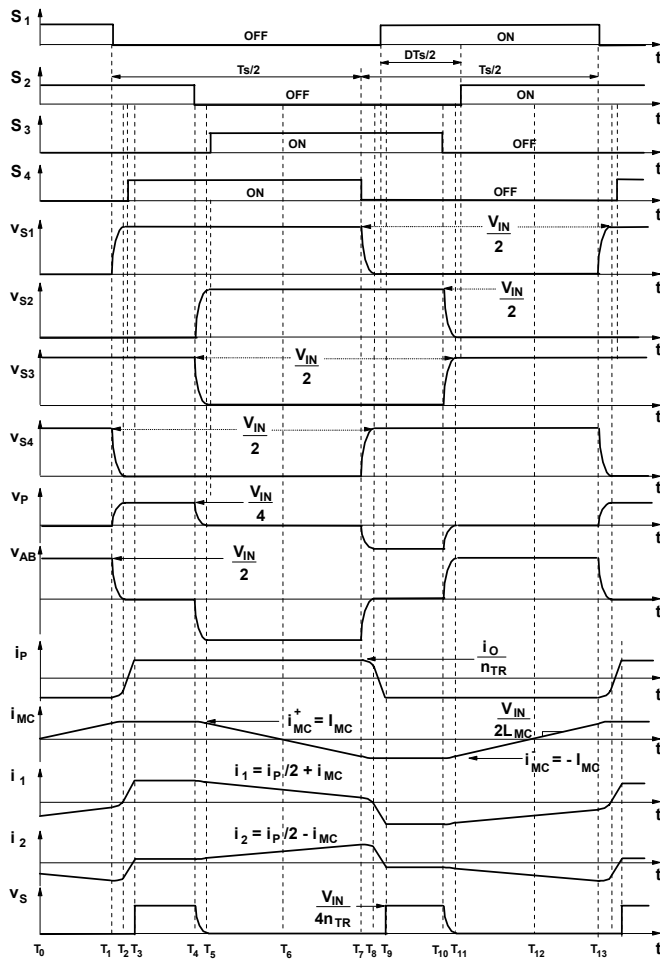 S1
OFF
ON
t
Ts/2
DTs/2
Ts/2
S2
OFF
ON
t
S3
ON
OFF
t
S4
ON
OFF
t
vS1
VIN/2
t
vS2
VIN/2
t
vS3
VIN/2
t
vS4
VIN/2
t
vP
VIN/4
t
vAB
VIN/2
t
iP
iO/nTR
t
iMC
i+MC = IMC
VIN/2LMC
i-MC = - IMC
t
i1
i1 = iP/2 + iMC
t
i2
i2 = iP/2 - iMC
t
vS
VIN/4nTR
t
T0 T1 T2 T3 T4 T5 T6 T7 T8 T9 T10 T11 T12 T13